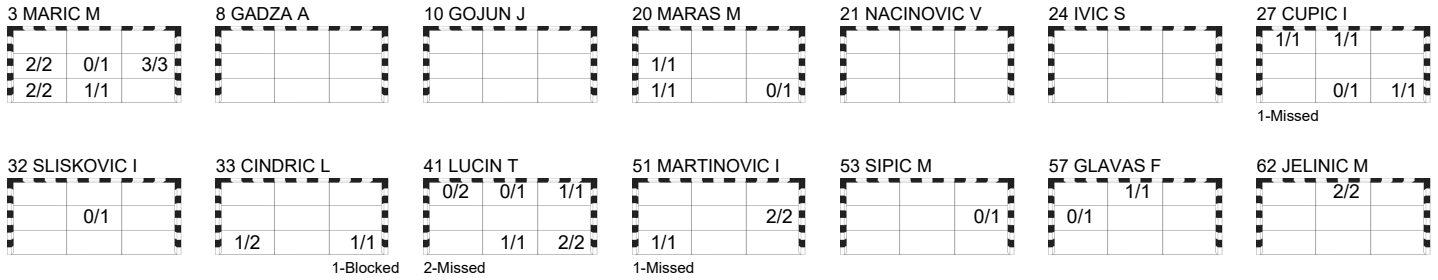 3 MARIC M 8 GADZA A 10 GOJUN J 20 MARAS M 21 NACINOVIC V 24 IVIC S 27 CUPIC I
1/1 1/1
2/2 0/1 3/3 1/1
2/2 1/1 1/1 0/1 0/1 1/1
1-Missed
32 SLISKOVIC I 33 CINDRIC L 41 LUCIN T 51 MARTINOVIC I 53 SIPIC M 57 GLAVAS F 62 JELINIC M
0/2 0/1 1/1 1/1 2/2
0/1 2/2 0/1 0/1
1/2 1/1 1/1 2/2 1/1
1-Blocked 2-Missed 1-Missed